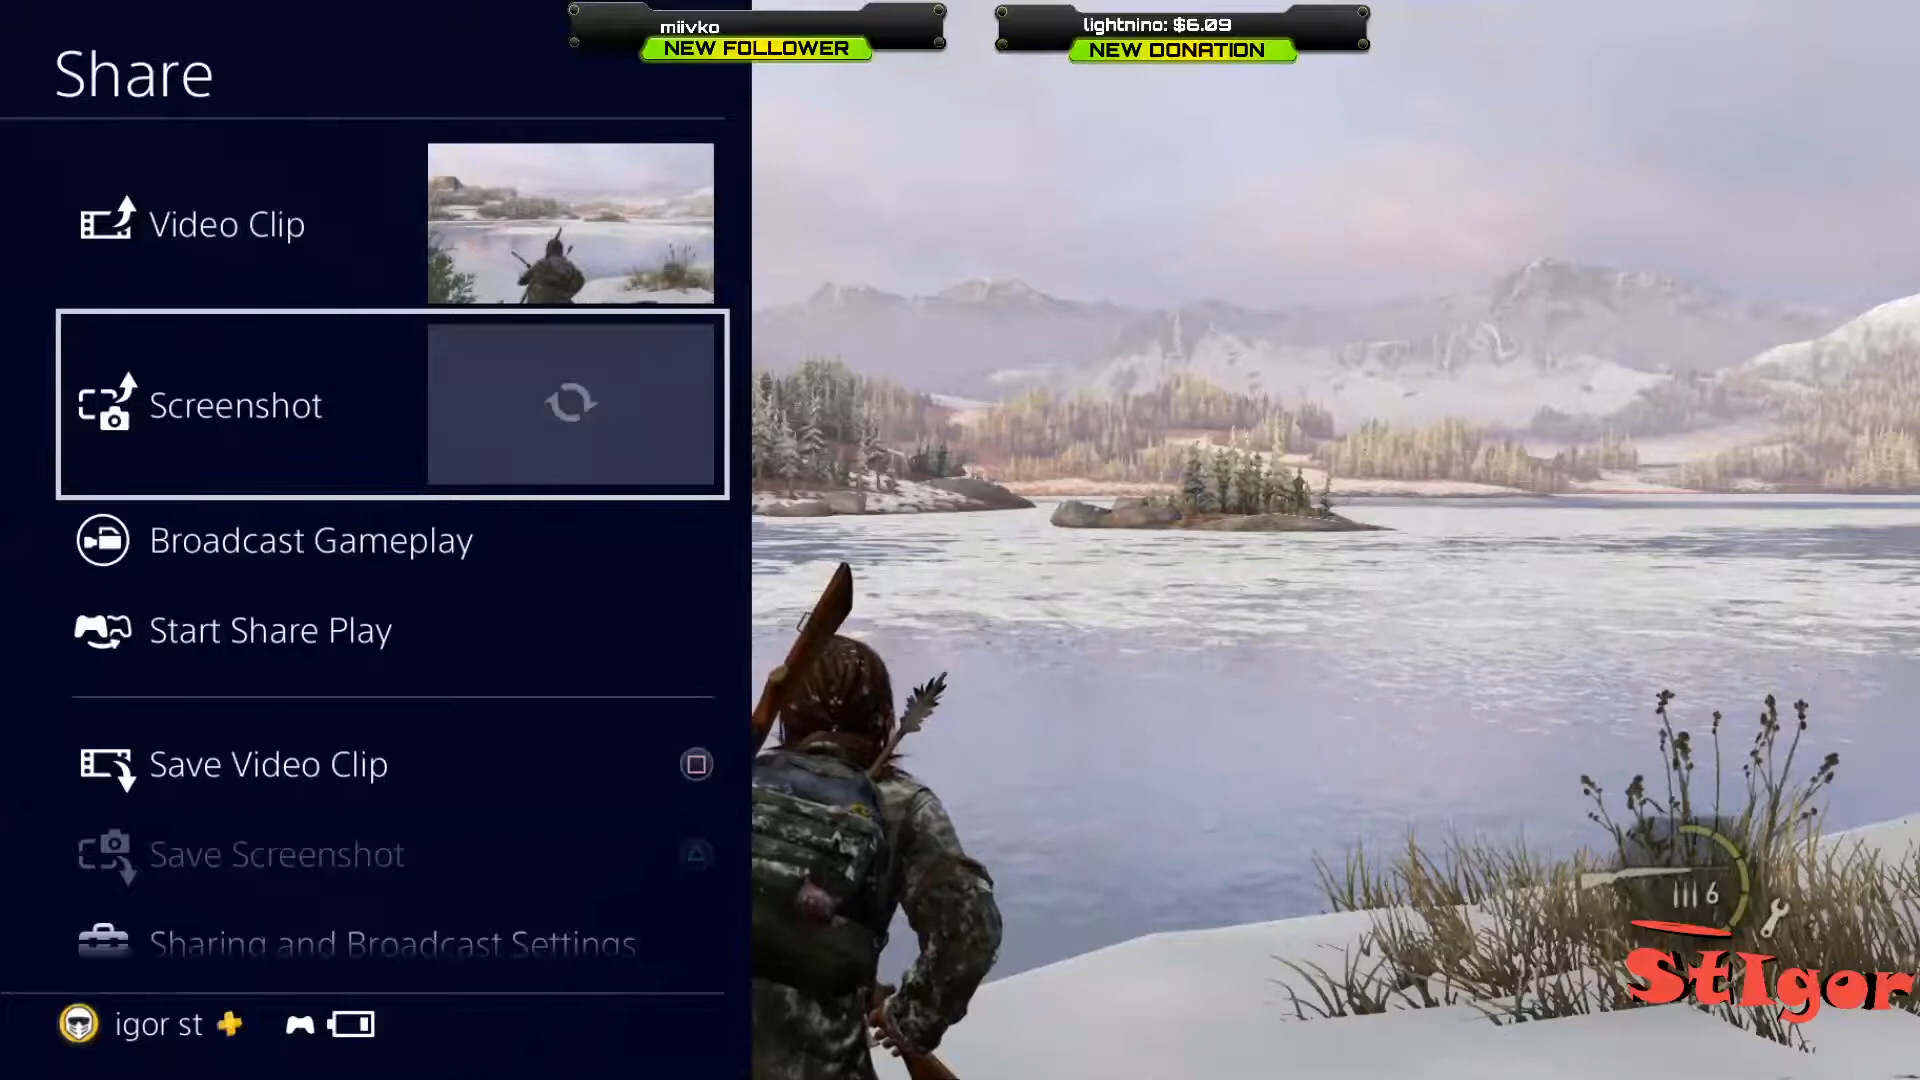 miivko
NEW FOLLOWER
lightnino: $6.09
NEW DONATION
Share
Video Clip
Screenshot
Broadcast Gameplay
Start Share Play
Save Video Clip
Save Screenshot
Sharing and Broadcast Settings
igor st
6
StIgor